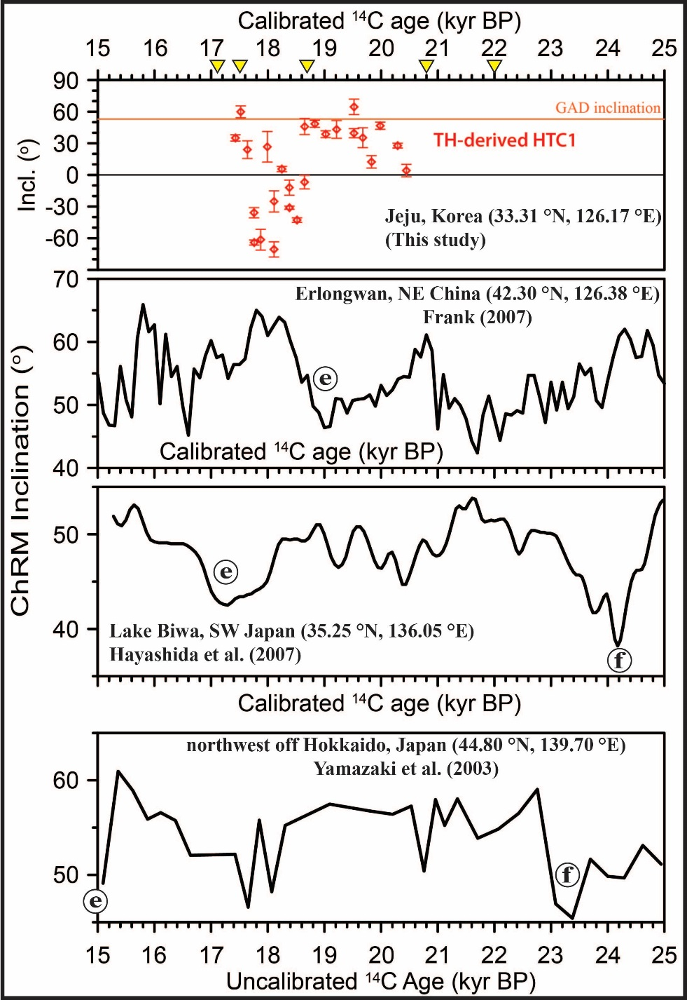 Calibrated ¹⁴C age (kyr BP)
15 16 17 18 19 20 21 22 23 24 25
90
60
30
0
-30
-60
Incl. (°)
GAD inclination
TH-derived HTC1
Jeju, Korea (33.31 °N, 126.17 °E)
(This study)
ChRM Inclination (°)
70
60
50
40
Erlongwan, NE China (42.30 °N, 126.38 °E)
Frank (2007)
e
Calibrated ¹⁴C age (kyr BP)
50
40
e
Lake Biwa, SW Japan (35.25 °N, 136.05 °E)
Hayashida et al. (2007)
f
Calibrated ¹⁴C age (kyr BP)
northwest off Hokkaido, Japan (44.80 °N, 139.70 °E)
Yamazaki et al. (2003)
60
50
f
e
15 16 17 18 19 20 21 22 23 24 25
Uncalibrated ¹⁴C Age (kyr BP)